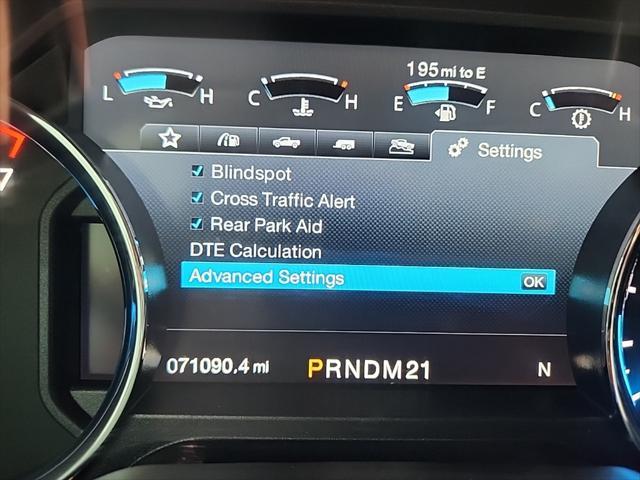 195 mi to E
L H C H E F C H
Settings
Blindspot
Cross Traffic Alert
Rear Park Aid
DTE Calculation
Advanced Settings OK
071090.4 mi PRNDM21 N